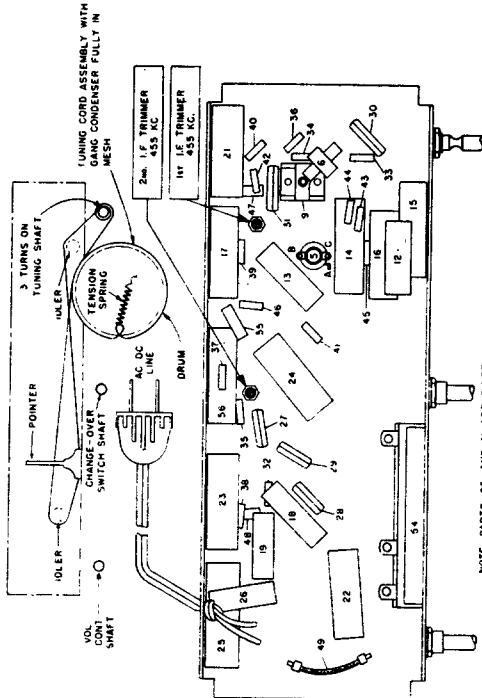 TUNING CORD ASSEMBLY WITH
GANG CONDENSER FULLY IN
MESH
2ND. I.F TRIMMER
455 KC.
1ST I.F TRIMMER
455 KC.
3 TURNS ON
TUNING SHAFT
IDLER
TENSION
SPRING
DRUM
POINTER
CHANGE-OVER
SWITCH SHAFT
AC DC
LINE
IDLER
VOL
CONT
SHAFT
21
40
36
34
42
47
31
6
9
33
30
17
39
B
5
A
C
44
43
14
15
16
12
45
13
46
55
37
41
24
56
35
27
29
32
23
38
18
28
48
19
54
25
26
22
49